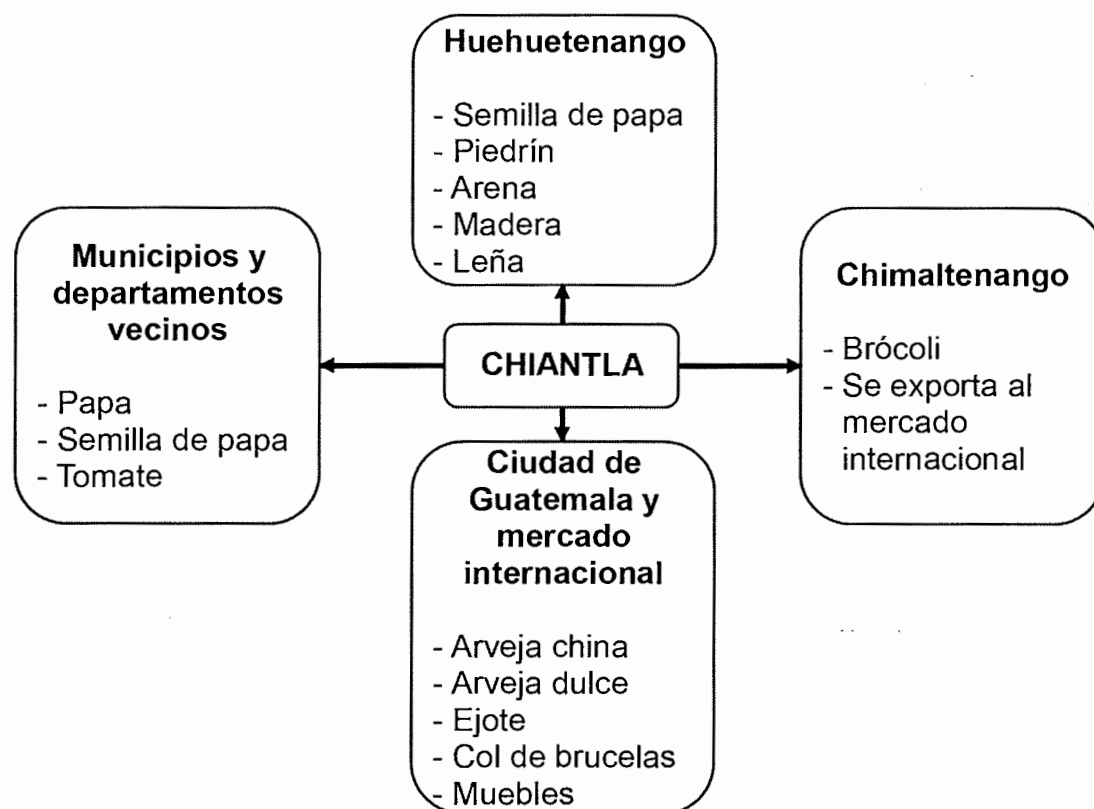 Huehuetenango
- Semilla de papa
- Piedrín
- Arena
- Madera
- Leña
Municipios y
departamentos
vecinos
- Papa
- Semilla de papa
- Tomate
CHIANTLA
Chimaltenango
- Brócoli
- Se exporta al
mercado
internacional
Ciudad de
Guatemala y
mercado
internacional
- Arveja china
- Arveja dulce
- Ejote
- Col de brucelas
- Muebles